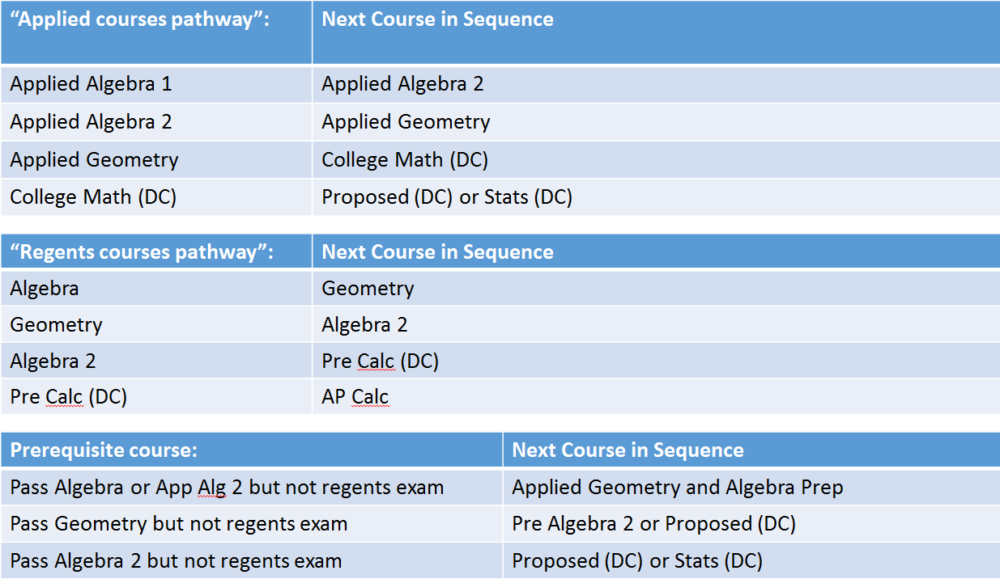 “Applied courses pathway”: Next Course in Sequence
Applied Algebra 1 Applied Algebra 2
Applied Algebra 2 Applied Geometry
Applied Geometry College Math (DC)
College Math (DC) Proposed (DC) or Stats (DC)
“Regents courses pathway”: Next Course in Sequence
Algebra Geometry
Geometry Algebra 2
Algebra 2 Pre Calc (DC)
Pre Calc (DC) AP Calc
Prerequisite course: Next Course in Sequence
Pass Algebra or App Alg 2 but not regents exam Applied Geometry and Algebra Prep
Pass Geometry but not regents exam Pre Algebra 2 or Proposed (DC)
Pass Algebra 2 but not regents exam Proposed (DC) or Stats (DC)